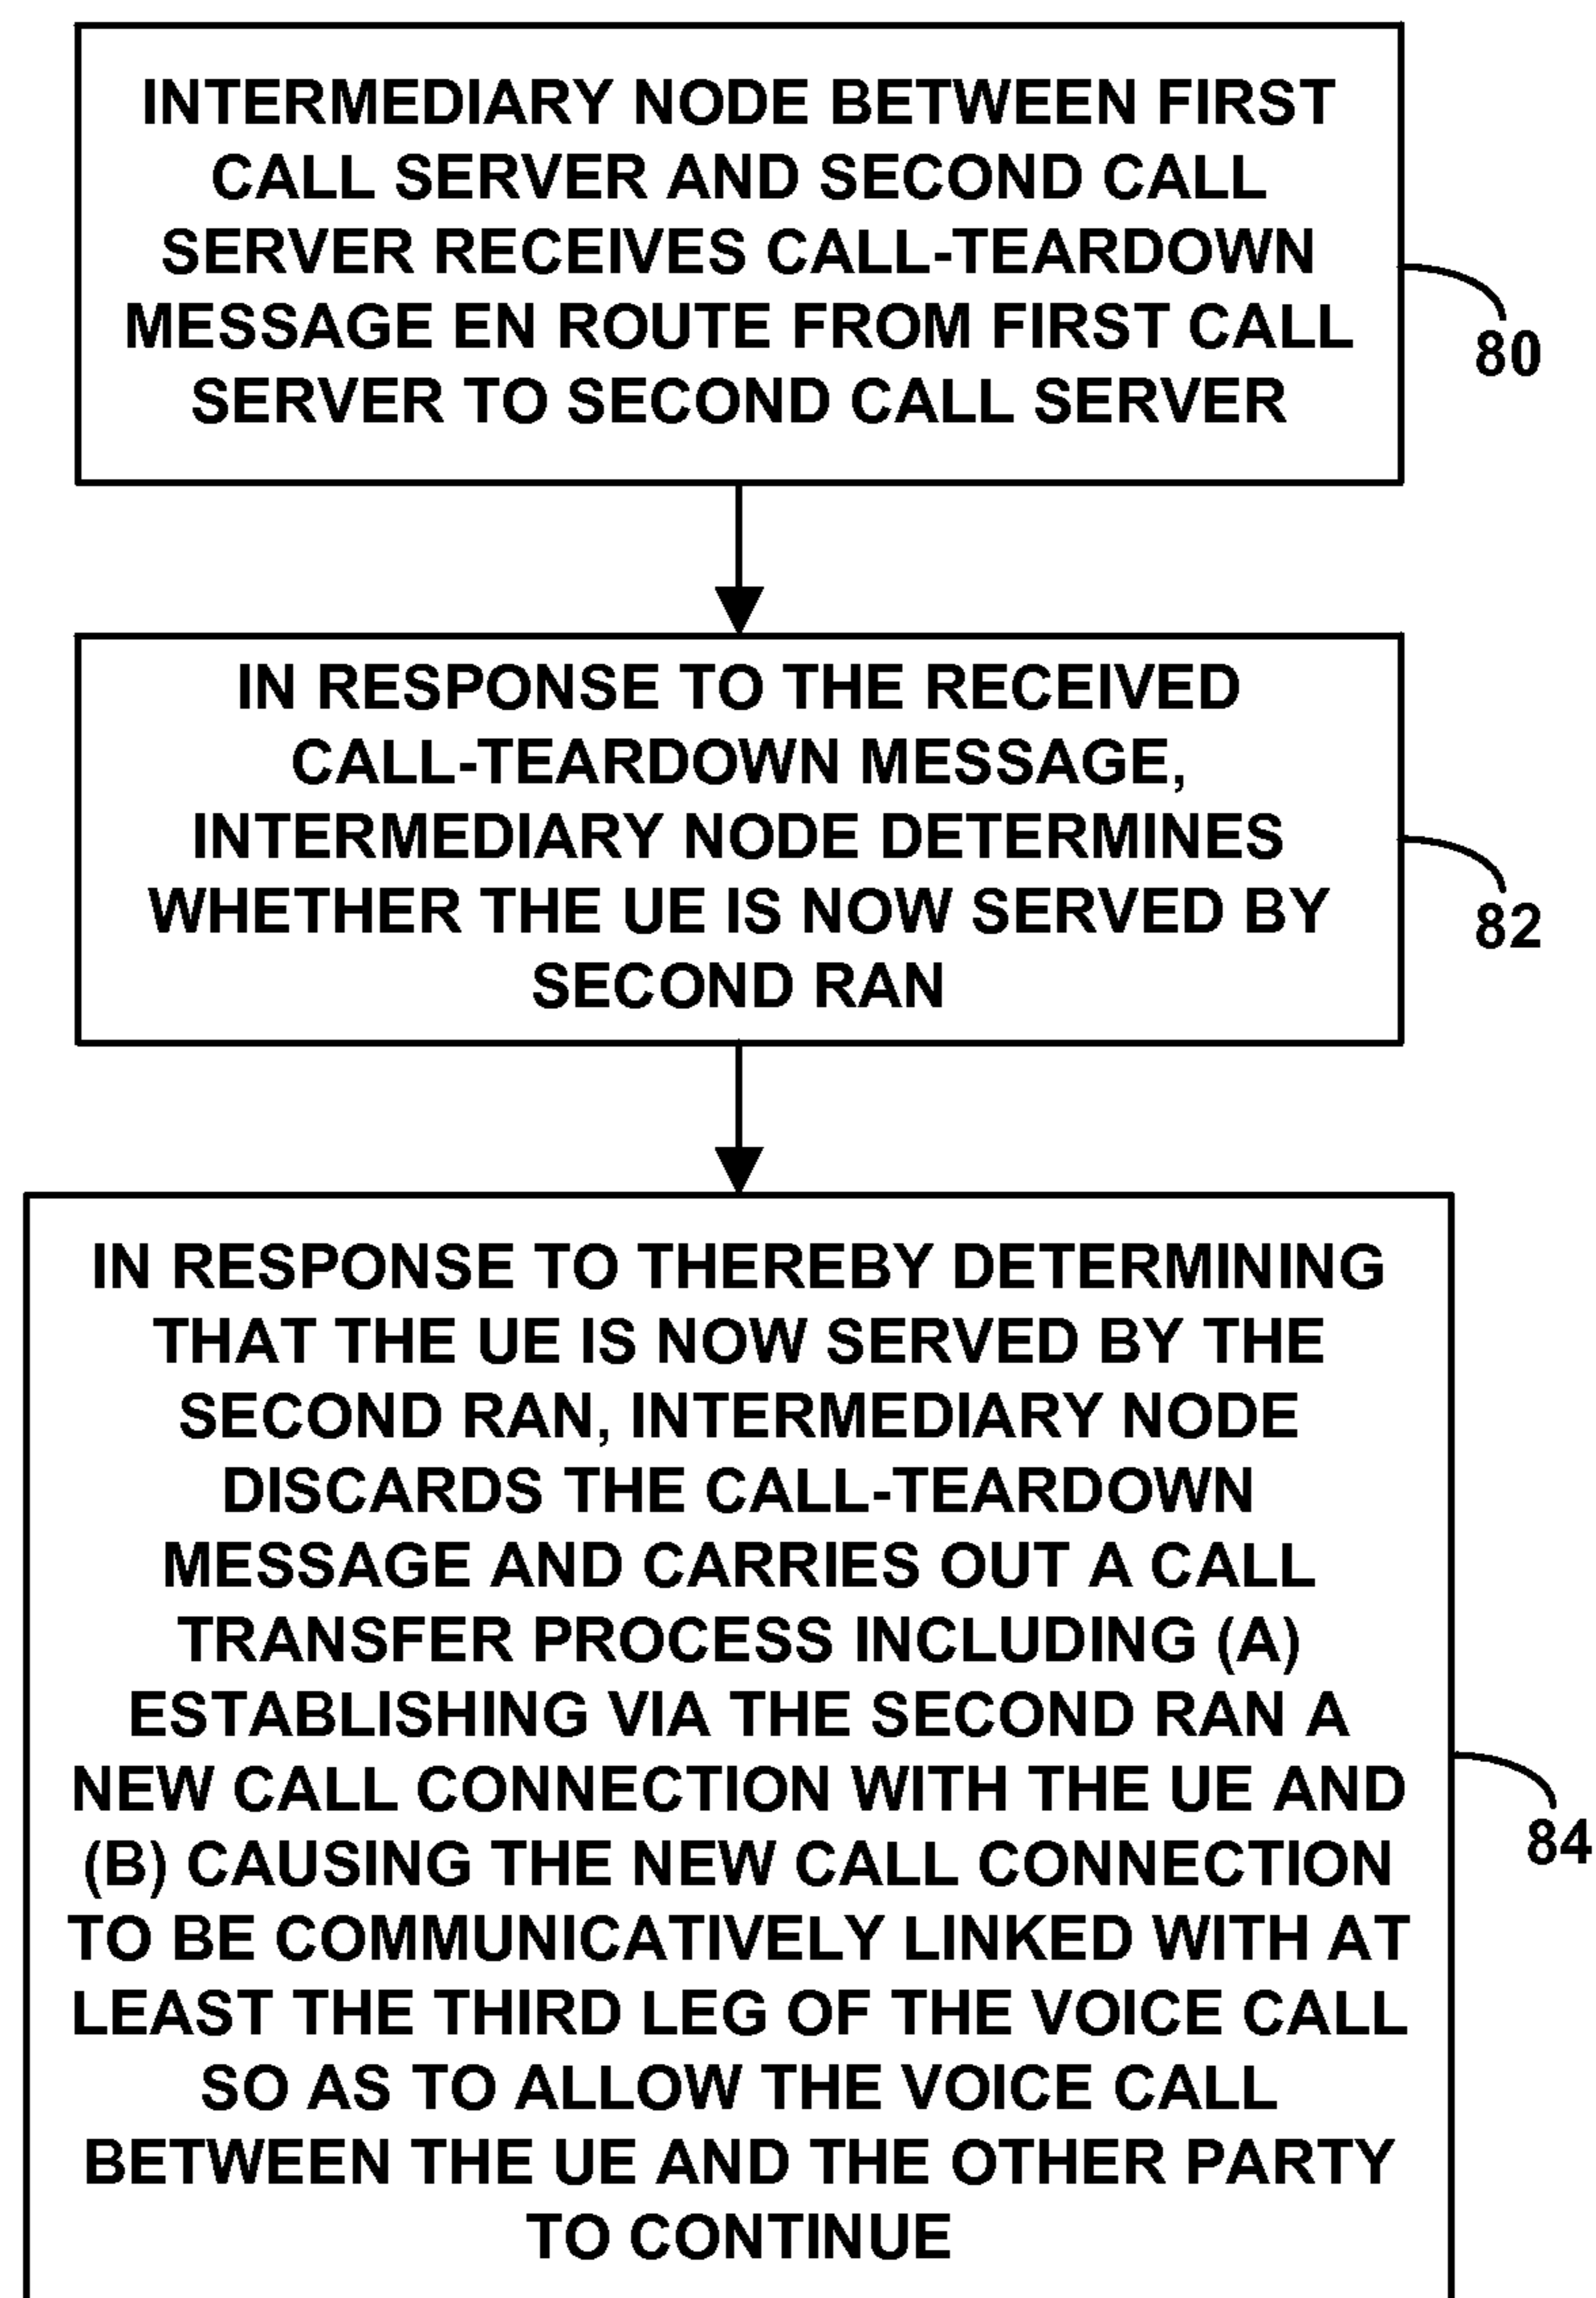 INTERMEDIARY NODE BETWEEN FIRST
CALL SERVER AND SECOND CALL
SERVER RECEIVES CALL-TEARDOWN
MESSAGE EN ROUTE FROM FIRST CALL
SERVER TO SECOND CALL SERVER
80
IN RESPONSE TO THE RECEIVED
CALL-TEARDOWN MESSAGE,
INTERMEDIARY NODE DETERMINES
WHETHER THE UE IS NOW SERVED BY
SECOND RAN
82
IN RESPONSE TO THEREBY DETERMINING
THAT THE UE IS NOW SERVED BY THE
SECOND RAN, INTERMEDIARY NODE
DISCARDS THE CALL-TEARDOWN
MESSAGE AND CARRIES OUT A CALL
TRANSFER PROCESS INCLUDING (A)
ESTABLISHING VIA THE SECOND RAN A
NEW CALL CONNECTION WITH THE UE AND
(B) CAUSING THE NEW CALL CONNECTION
TO BE COMMUNICATIVELY LINKED WITH AT
LEAST THE THIRD LEG OF THE VOICE CALL
SO AS TO ALLOW THE VOICE CALL
BETWEEN THE UE AND THE OTHER PARTY
TO CONTINUE
84